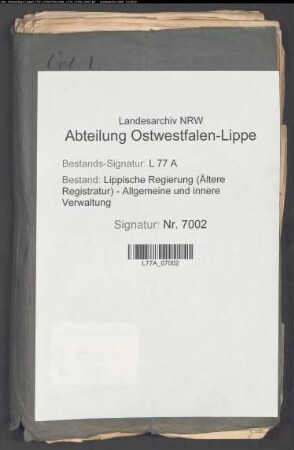 Landesarchiv NRW
Abteilung Ostwestfalen-Lippe
Bestands-Signatur: L 77 A
Bestand: Lippische Regierung (Ältere
Registratur) - Allgemeine und innere
Verwaltung
Signatur: Nr. 7002
L77A_07002